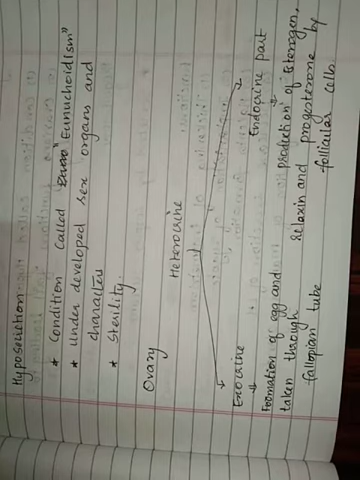 Hyposecretion
* Condition called "Eunuchoidism"
* Under developed sex organs and
character
* Sterility.
Ovary
Heterocrine
Exocrine Endocrine part
Formation of egg and production of Estrogen,
taken through Relaxin and progesterone by
fallopian tube follicular cells.